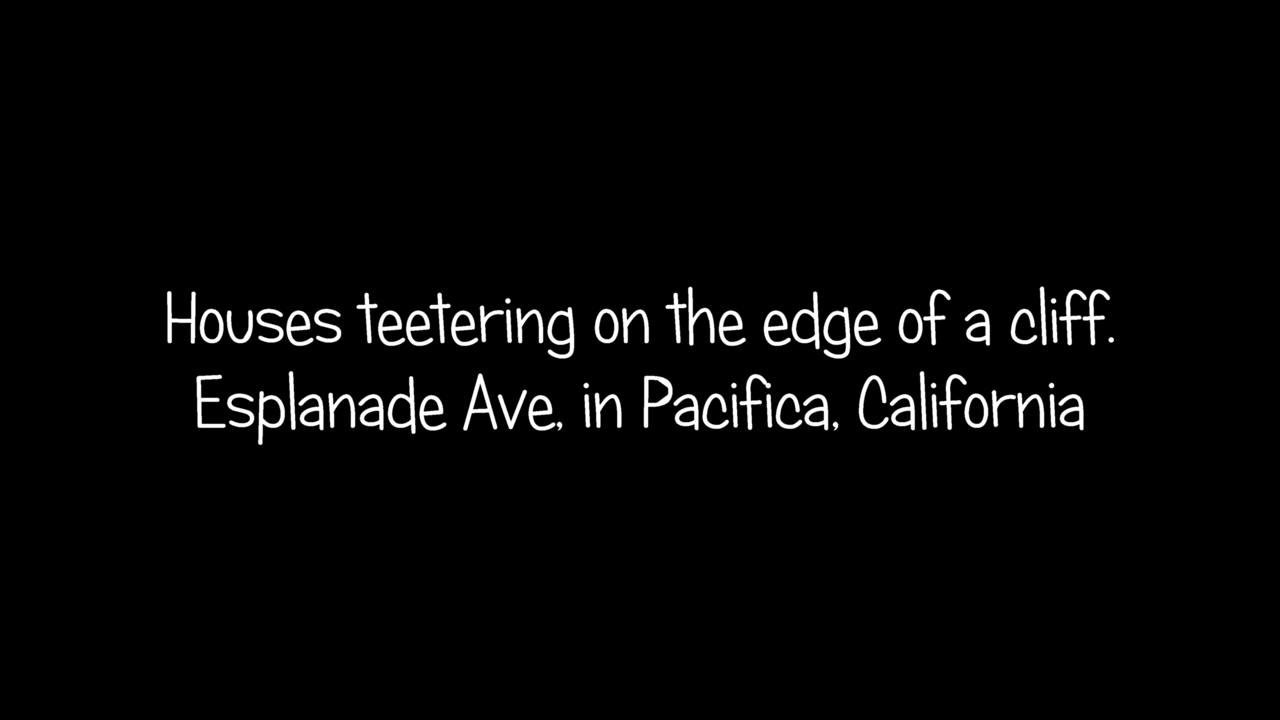 Houses teetering on the edge of a cliff.
Esplanade Ave, in Pacifica, California